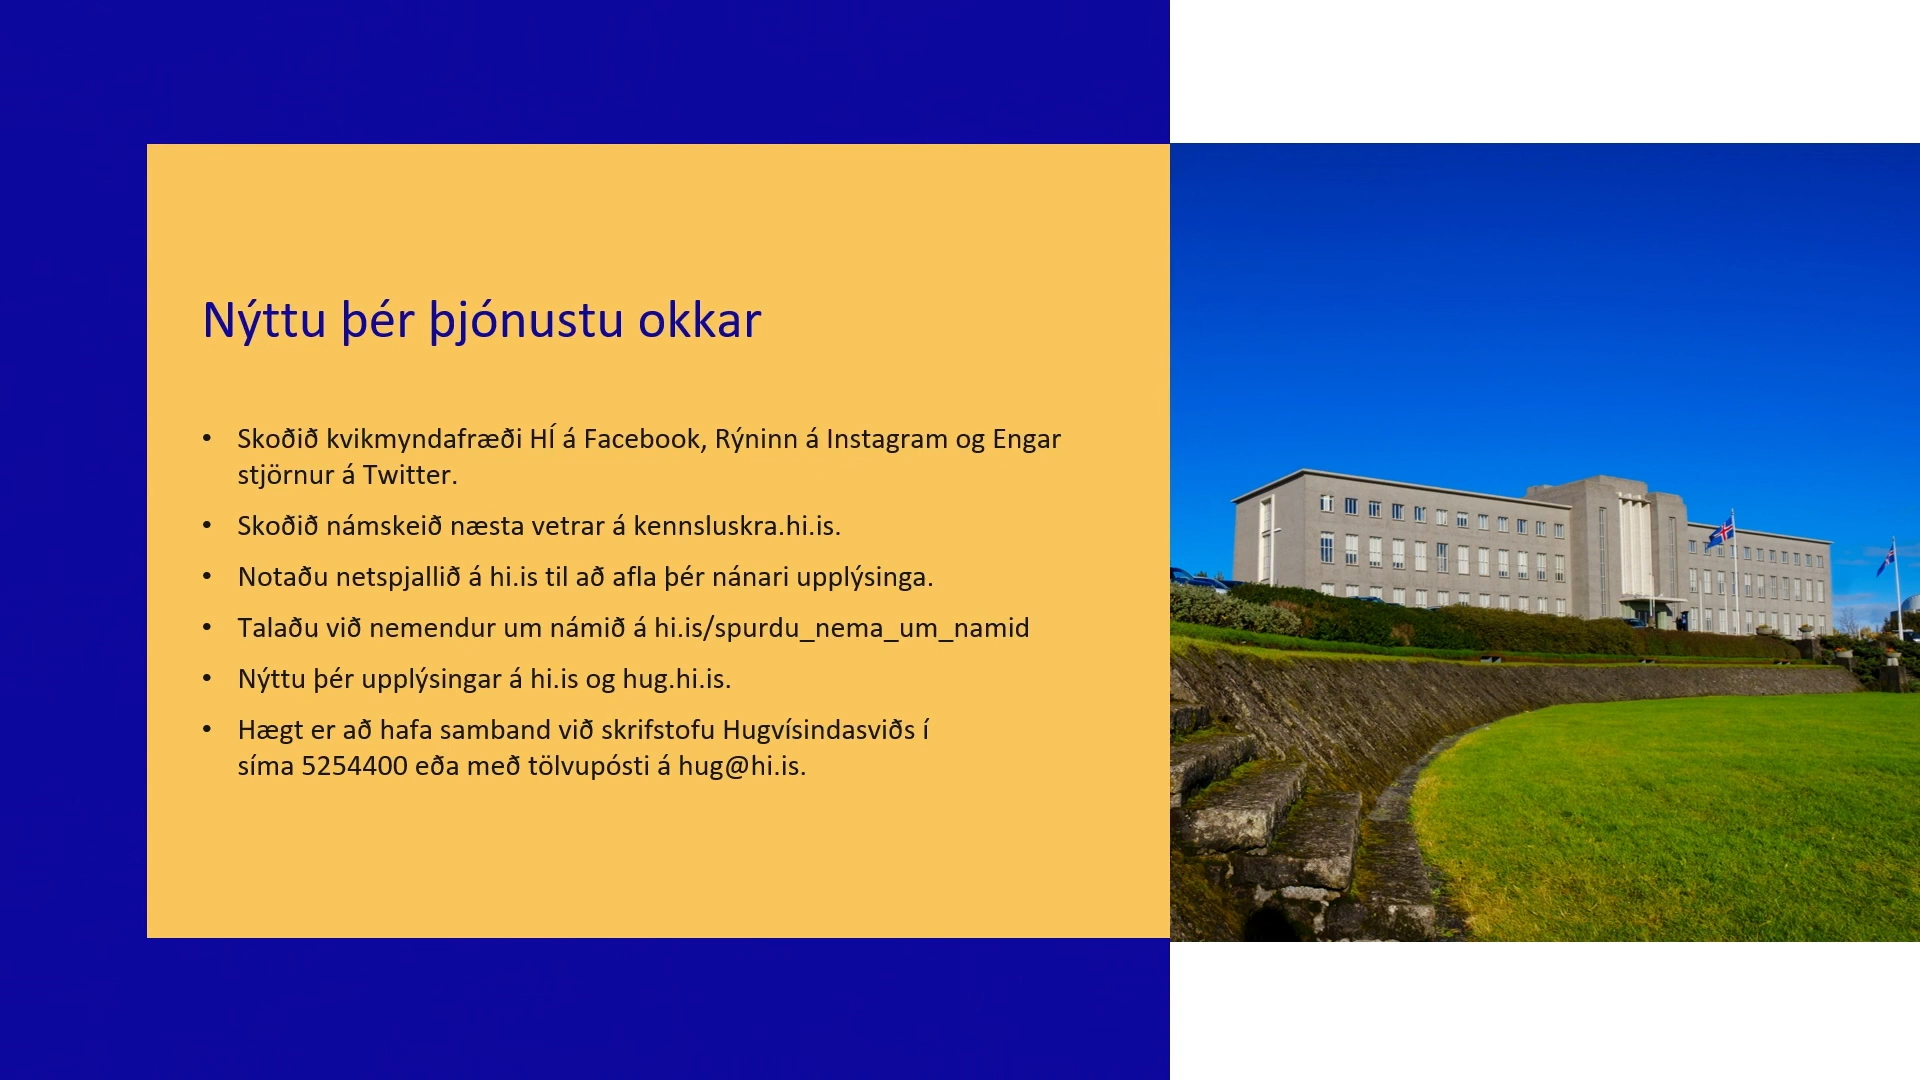 Nýttu þér þjónustu okkar
• Skoðið kvikmyndafræði HÍ á Facebook, Rýninn á Instagram og Engar
stjörnur á Twitter.
• Skoðið námskeið næsta vetrar á kennsluskra.hi.is.
• Notaðu netspjallið á hi.is til að afla þér nánari upplýsinga.
• Talaðu við nemendur um námið á hi.is/spurdu_nema_um_namid
• Nýttu þér upplýsingar á hi.is og hug.hi.is.
• Hægt er að hafa samband við skrifstofu Hugvísindasviðs í
síma 5254400 eða með tölvupósti á hug@hi.is.